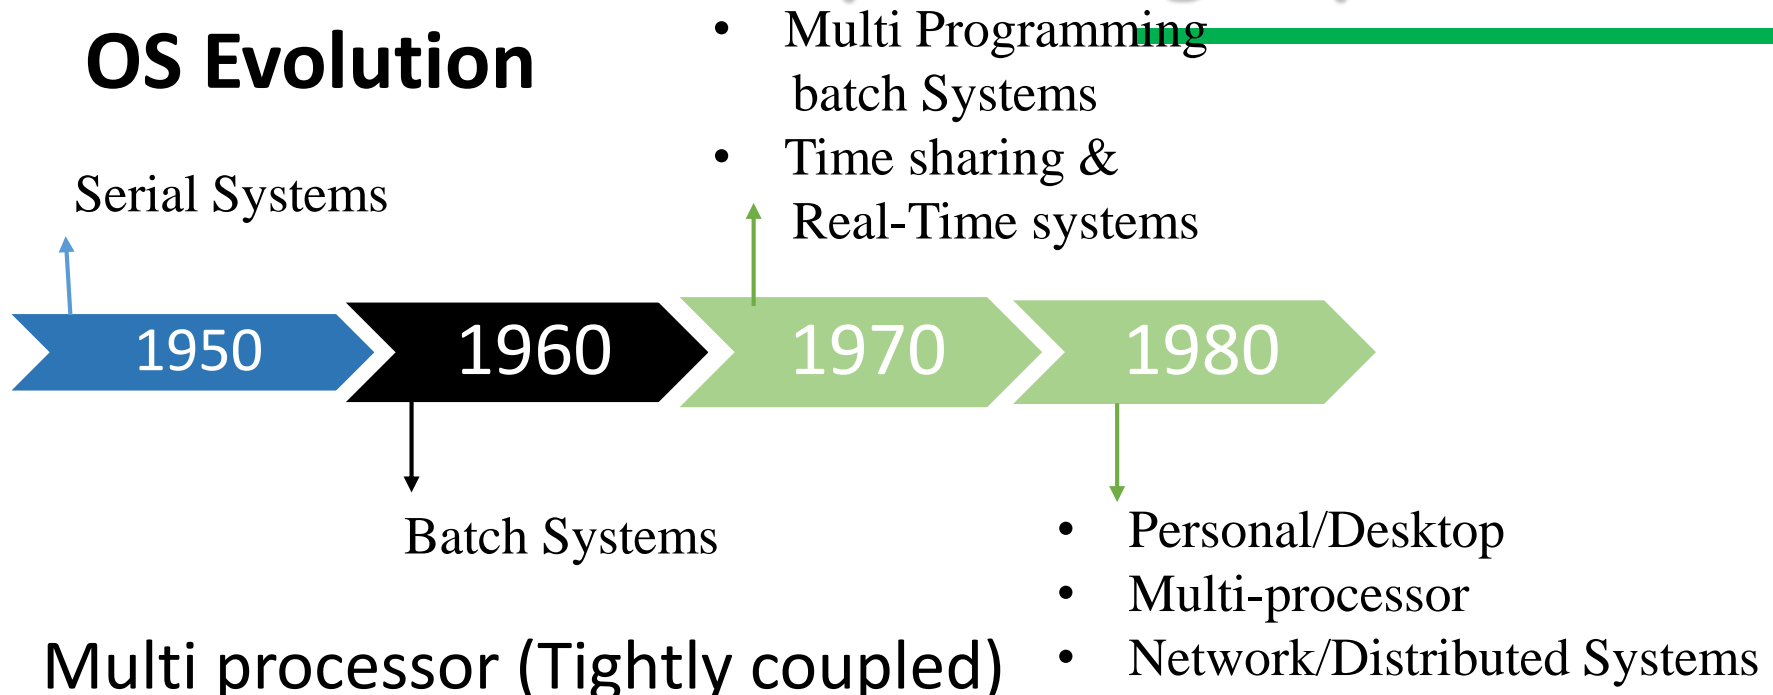 OS Evolution
• Multi Programming
batch Systems
• Time sharing &
Real-Time systems
Serial Systems
1950
1960
1970
1980
Batch Systems
• Personal/Desktop
• Multi-processor
• Network/Distributed Systems
Multi processor (Tightly coupled)